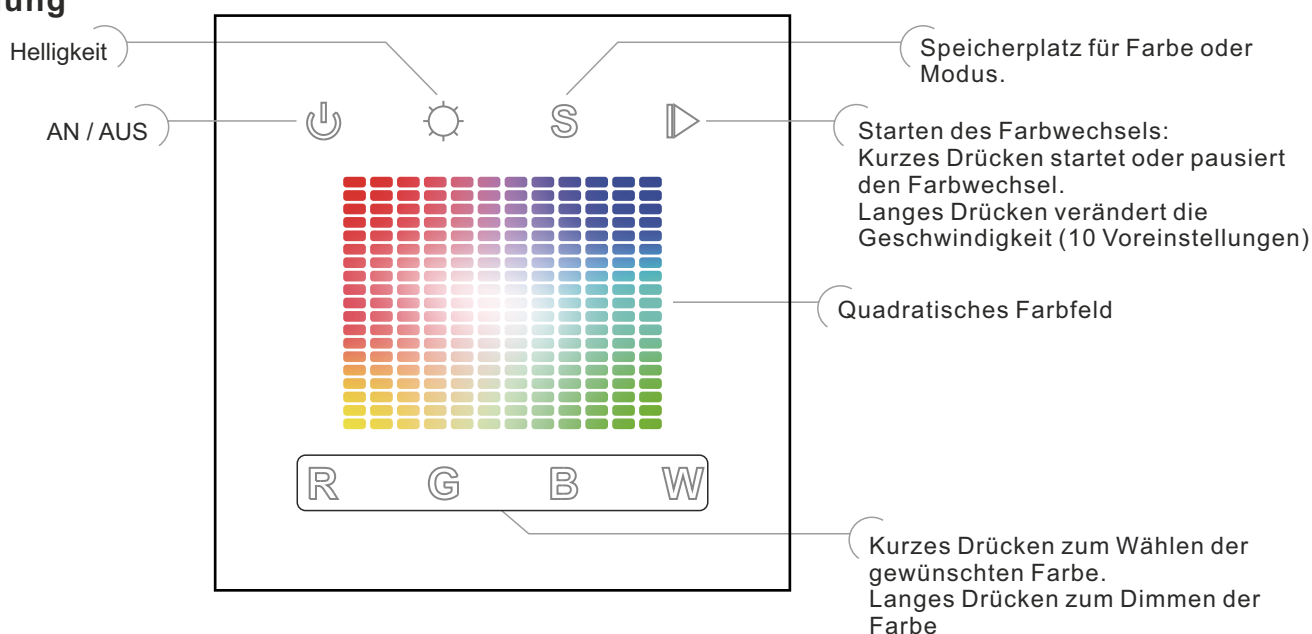 Helligkeit
AN / AUS
Speicherplatz für Farbe oder
Modus.
S
Starten des Farbwechsels:
Kurzes Drücken startet oder pausiert
den Farbwechsel.
Langes Drücken verändert die
Geschwindigkeit (10 Voreinstellungen)
Quadratisches Farbfeld
R G B W
Kurzes Drücken zum Wählen der
gewünschten Farbe.
Langes Drücken zum Dimmen der
Farbe